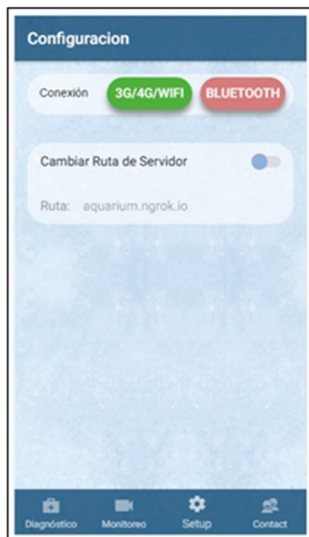 Configuracion
Conexión 3G/4G/WIFI BLUETOOTH
Cambiar Ruta de Servidor
Ruta: aquarium.ngrok.io
Diagnóstico Monitoreo Setup Contact